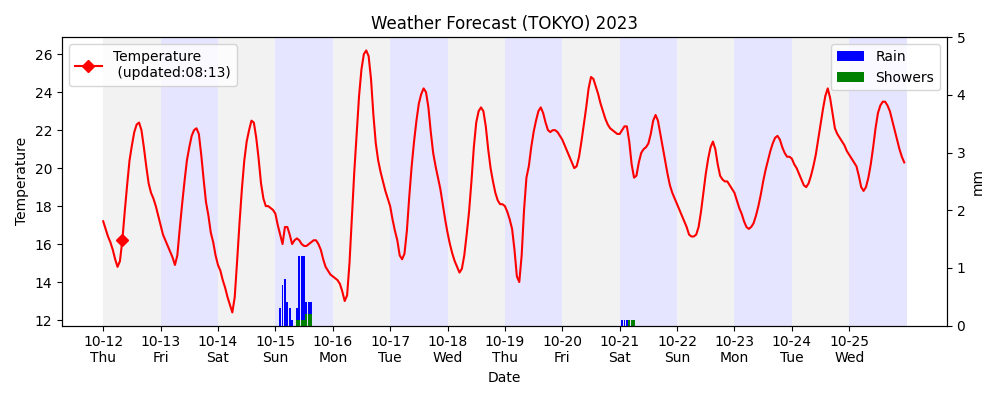 Weather Forecast (TOKYO) 2023
Temperature
(updated:08:13)
Rain
Showers
Temperature
26
24
22
20
18
16
14
12
5
4
3
2
1
0
mm
10-12 10-13 10-14 10-15 10-16 10-17 10-18 10-19 10-20 10-21 10-22 10-23 10-24 10-25
Thu Fri Sat Sun Mon Tue Wed Thu Fri Sat Sun Mon Tue Wed
Date